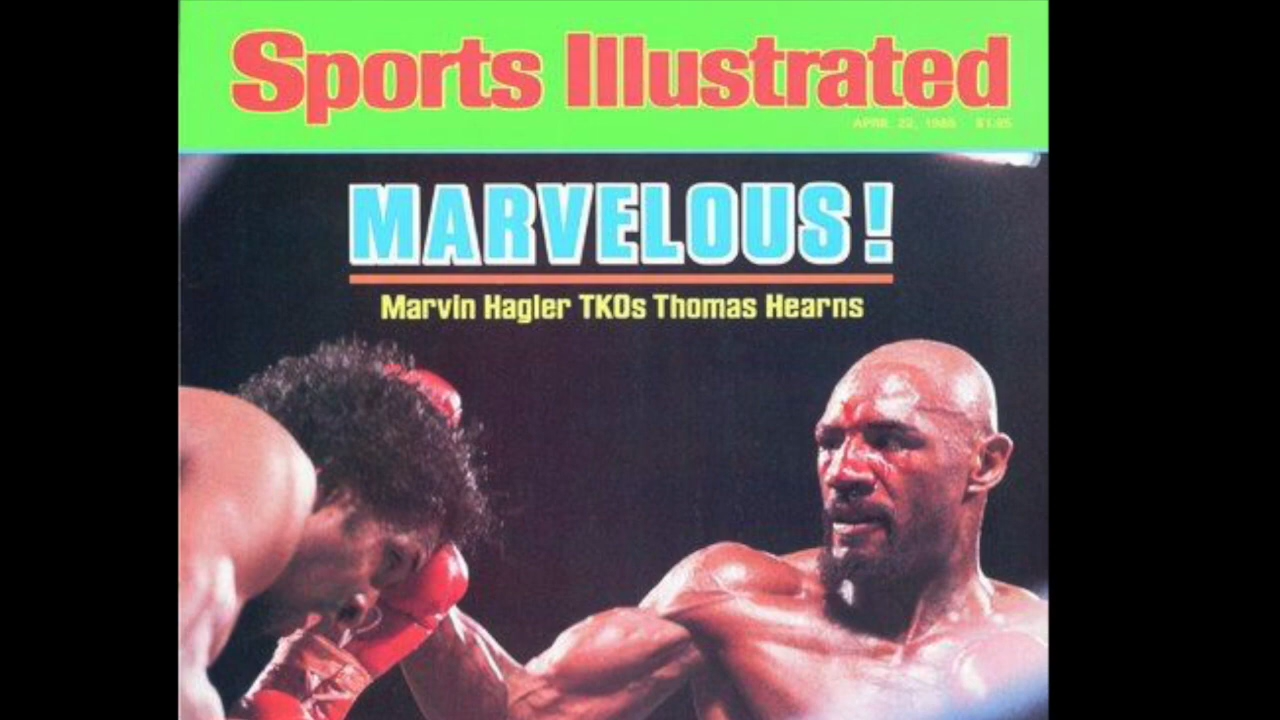 Sports Illustrated
APRIL 22, 1985 $1.95
MARVELOUS!
Marvin Hagler TKOs Thomas Hearns